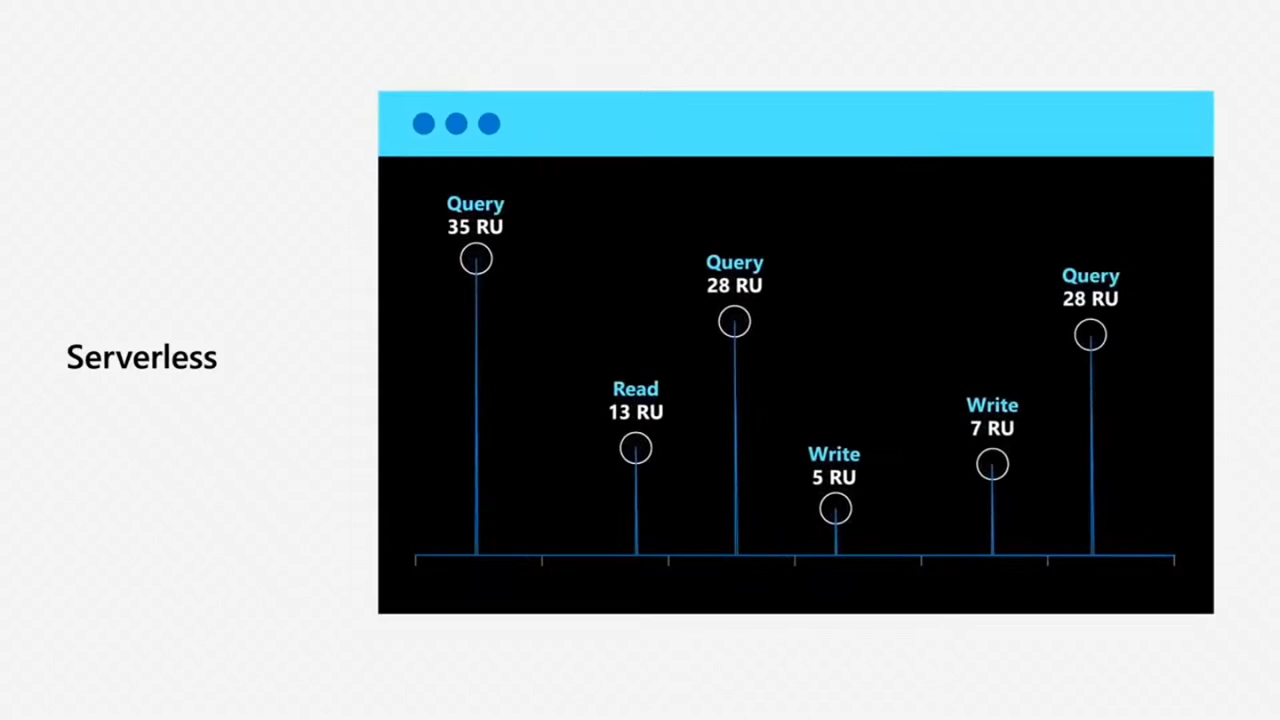 Serverless
Query
35 RU
Read
13 RU
Query
28 RU
Write
5 RU
Write
7 RU
Query
28 RU